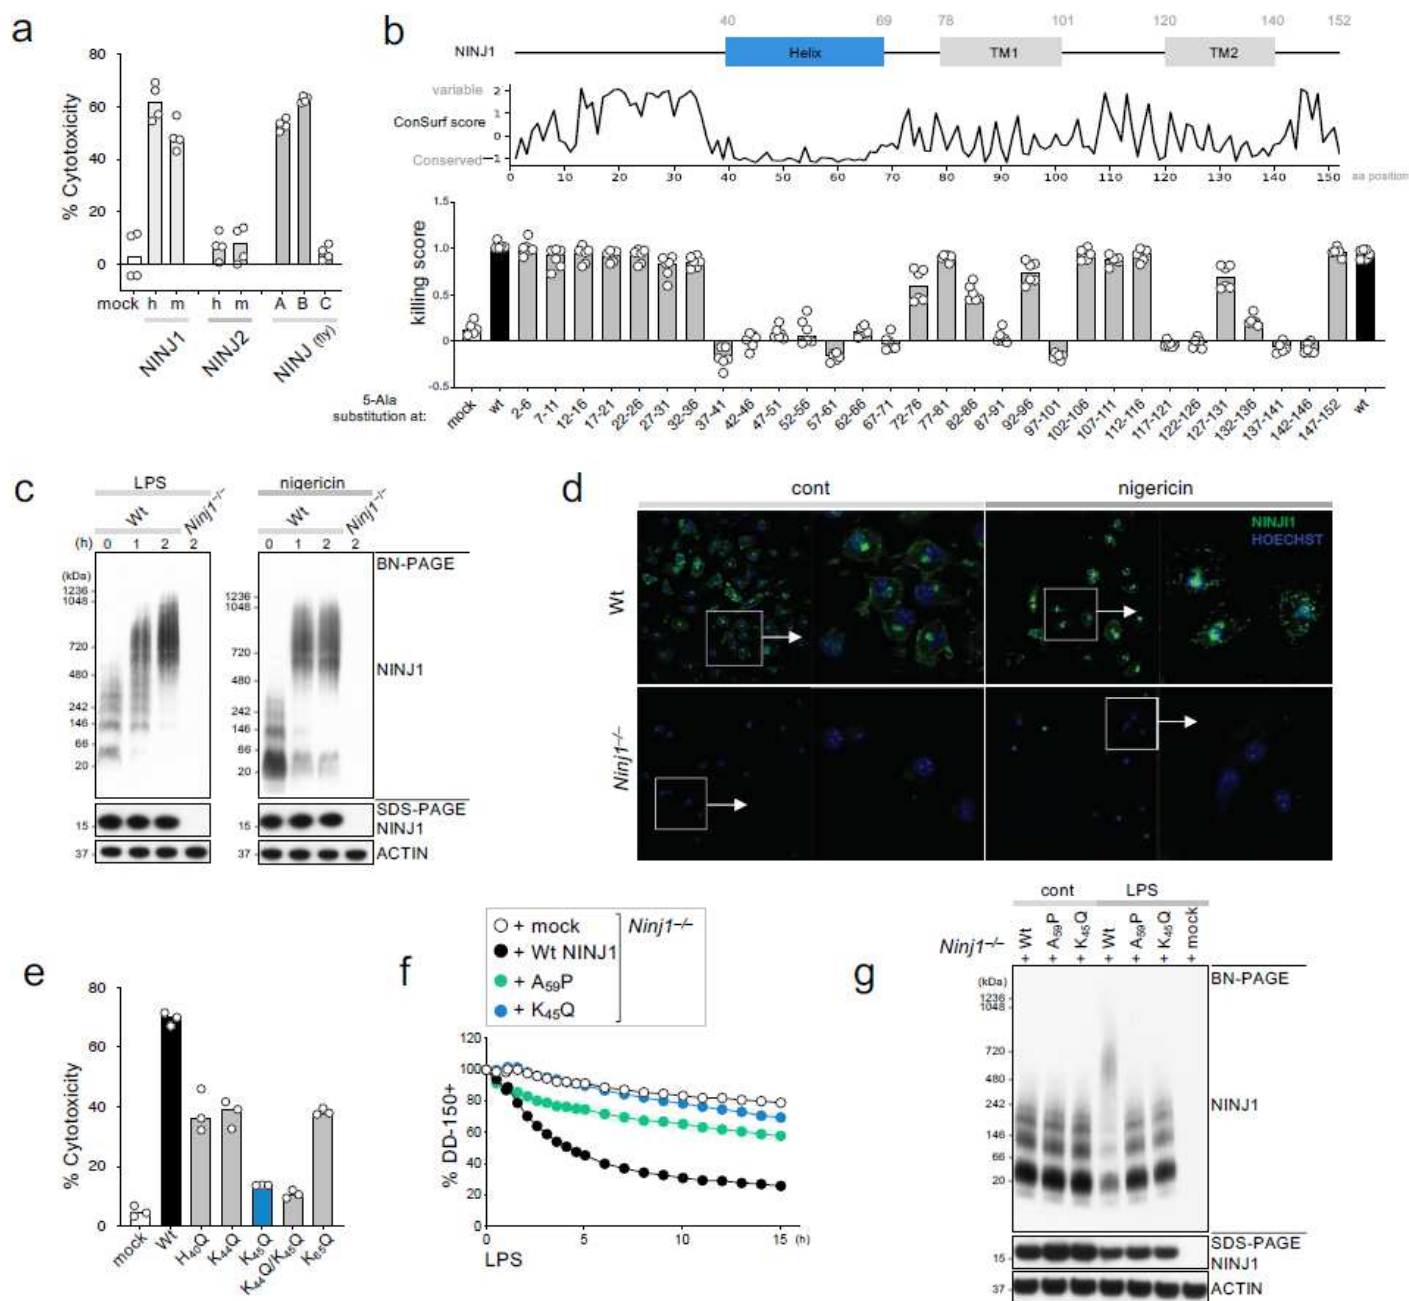 a
80
60
40
20
0
% Cytotoxicity
mock h m h m A B C
NINJ1 NINJ2 NINJ (fly)
b
40 69 78 101 120 140 152
NINJ1 Helix TM1 TM2
variable
ConSurf score
Conserved
2
1
0
−1
0 10 20 30 40 50 60 70 80 90 100 110 120 130 140 150 aa position
killing score
1.5
1.0
0.5
0
-0.5
5-Ala
substitution at:
mock wt 2-6 7-11 12-16 17-21 22-26 27-31 32-36 37-41 42-46 47-51 52-56 57-61 62-66 67-71 72-76 77-81 82-86 87-91 92-96 97-101 102-106 107-111 112-116 117-121 122-126 127-131 132-136 137-141 142-146 147-152 wt
c
LPS nigericin
Wt Ninj1−/− Wt Ninj1−/−
(h) 0 1 2 2 0 1 2 2
BN-PAGE
(kDa)
1236 1236
1048 1048
720 720
480 480
NINJ1
242 242
146 146
66 66
20 20
SDS-PAGE
15 15 NINJ1
37 37 ACTIN
d
cont nigericin
NINJI1
HOECHST
Wt
Ninj1−/−
e
80
60
40
20
0
% Cytotoxicity
mock Wt H40Q K44Q K45Q K44Q/K45Q K65Q
f
+ mock Ninj1−/−
+ Wt NINJ1
+ A59P
+ K45Q
120
100
80
60
40
20
0
% DD-150+
0 5 10 15 (h)
LPS
g
cont LPS
Ninj1−/− + Wt + A59P + K45Q + Wt + A59P + K45Q + mock
(kDa) BN-PAGE
1236
1048
720
480
242 NINJ1
146
66
20
SDS-PAGE
15 NINJ1
37 ACTIN